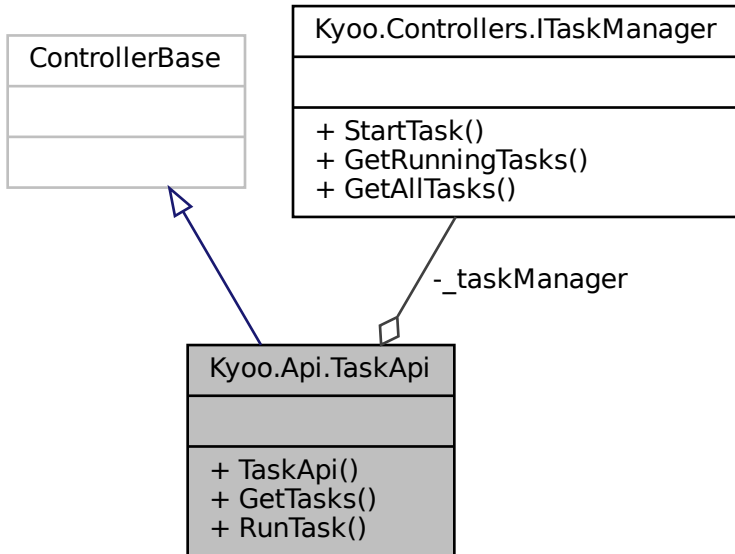 ControllerBase
Kyoo.Controllers.ITaskManager
+ StartTask()
+ GetRunningTasks()
+ GetAllTasks()
-_taskManager
Kyoo.Api.TaskApi
+ TaskApi()
+ GetTasks()
+ RunTask()